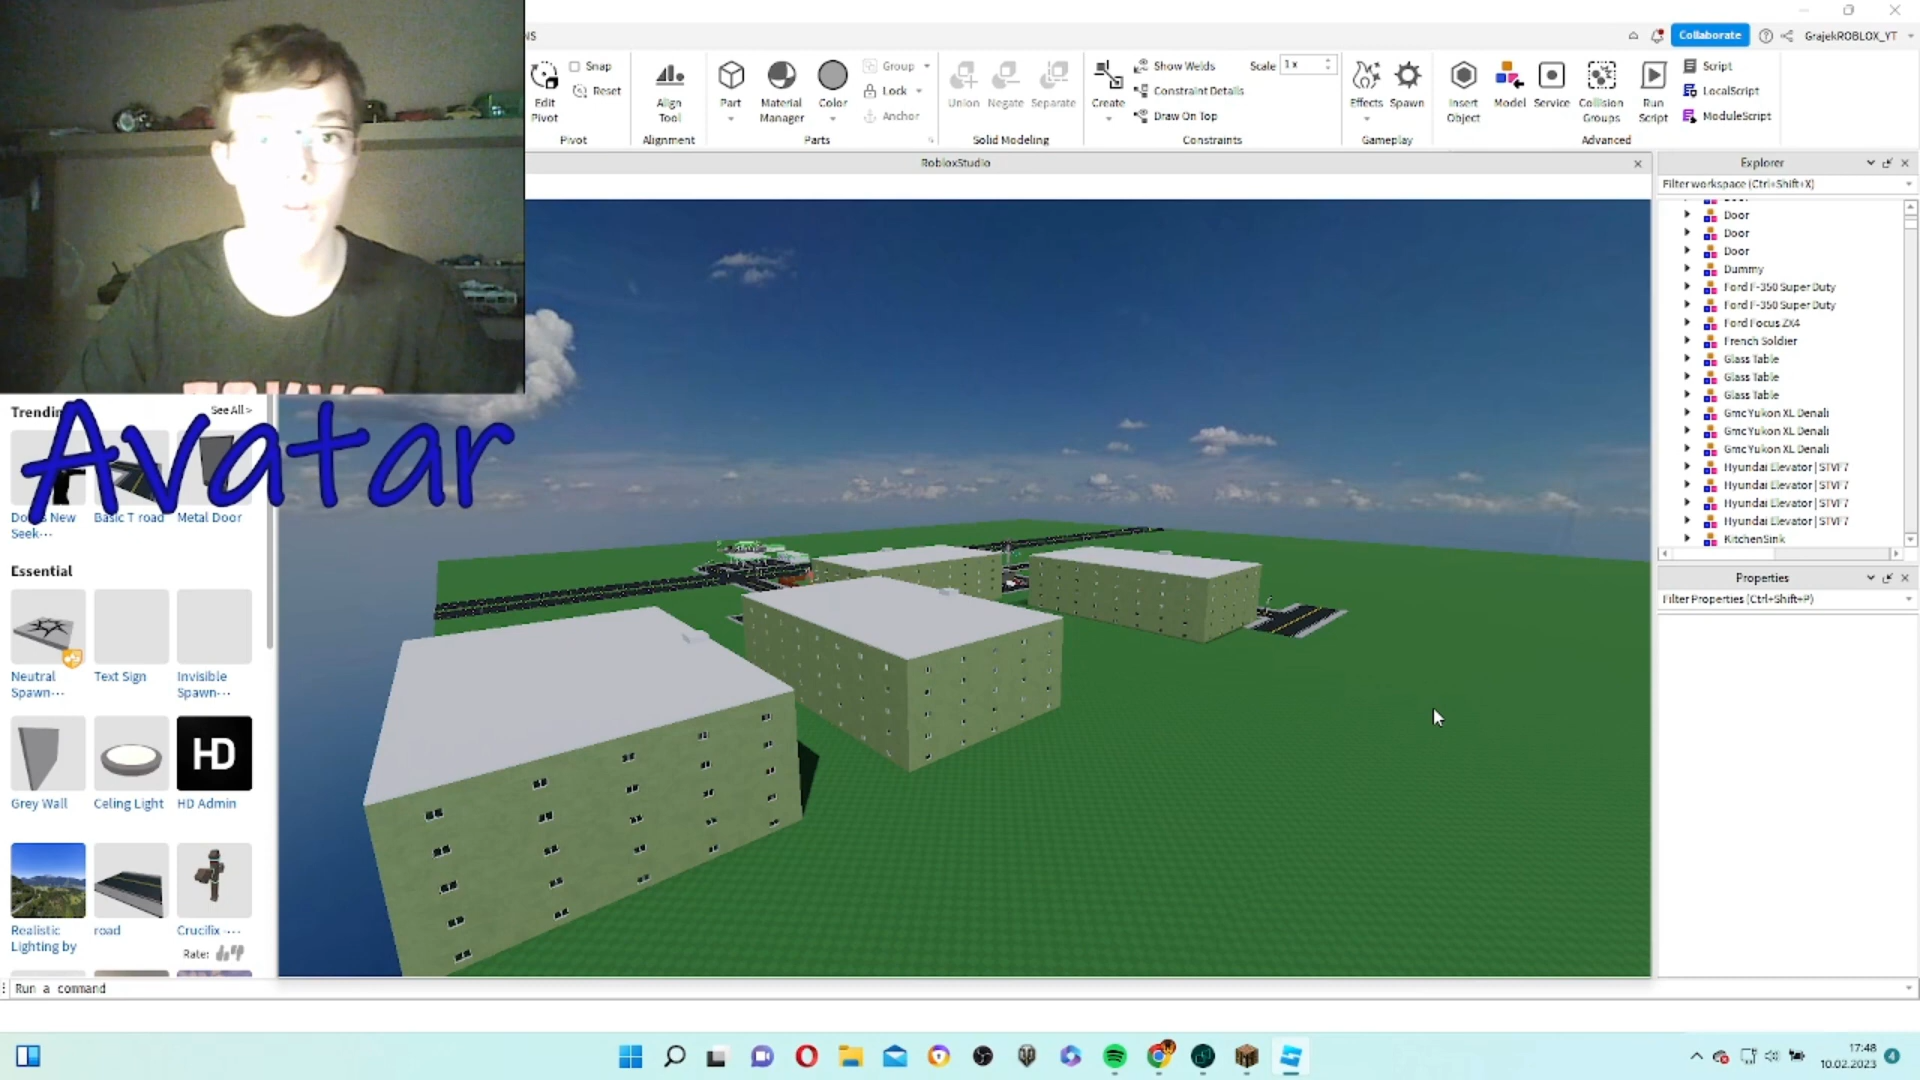 NS
Collaborate
GrajekROBLOX_YT
Edit Pivot
Snap
Reset
Pivot
Align Tool
Alignment
Part
Material Manager
Color
Group
Lock
Anchor
Parts
Union
Negate
Separate
Solid Modeling
Create
Show Welds
Constraint Details
Draw On Top
Scale 1 x
Constraints
Effects
Spawn
Gameplay
Insert Object
Model
Service
Collision Groups
Run Script
Script
LocalScript
ModuleScript
Advanced
RobloxStudio
Explorer
Filter workspace (Ctrl+Shift+X)
Door
Door
Door
Dummy
Ford F-350 Super Duty
Ford F-350 Super Duty
Ford Focus ZX4
French Soldier
Glass Table
Glass Table
Glass Table
Gmc Yukon XL Denali
Gmc Yukon XL Denali
Gmc Yukon XL Denali
Hyundai Elevator | STVF7
Hyundai Elevator | STVF7
Hyundai Elevator | STVF7
Hyundai Elevator | STVF7
KitchenSink
Properties
Filter Properties (Ctrl+Shift+P)
See All >
Avatar
Seek...
Basic T road
Metal Door
Essential
Neutral Spawn...
Text Sign
Invisible Spawn...
HD
Grey Wall
Celing Light
HD Admin
Realistic Lighting by
road
Crucifix ....
Rate:
Run a command
17:48
10.02.2023
4